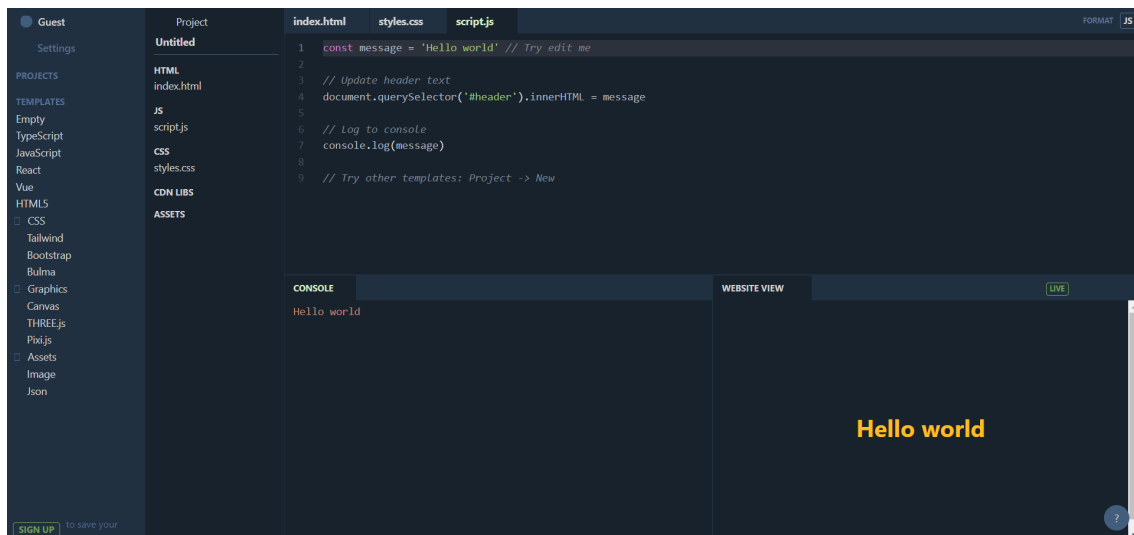 Guest
Settings
PROJECTS
TEMPLATES
Empty
TypeScript
JavaScript
React
Vue
HTML5
CSS
Tailwind
Bootstrap
Bulma
Graphics
Canvas
THREE.js
Pixi.js
Assets
Image
Json
SIGN UP to save your
Project
Untitled
HTML
index.html
JS
script.js
CSS
styles.css
CDN LIBS
ASSETS
index.html styles.css script.js FORMAT JS
1 const message = 'Hello world' // Try edit me
2
3 // Update header text
4 document.querySelector('#header').innerHTML = message
5
6 // Log to console
7 console.log(message)
8
9 // Try other templates: Project -> New
CONSOLE
Hello world
WEBSITE VIEW LIVE
Hello world
?